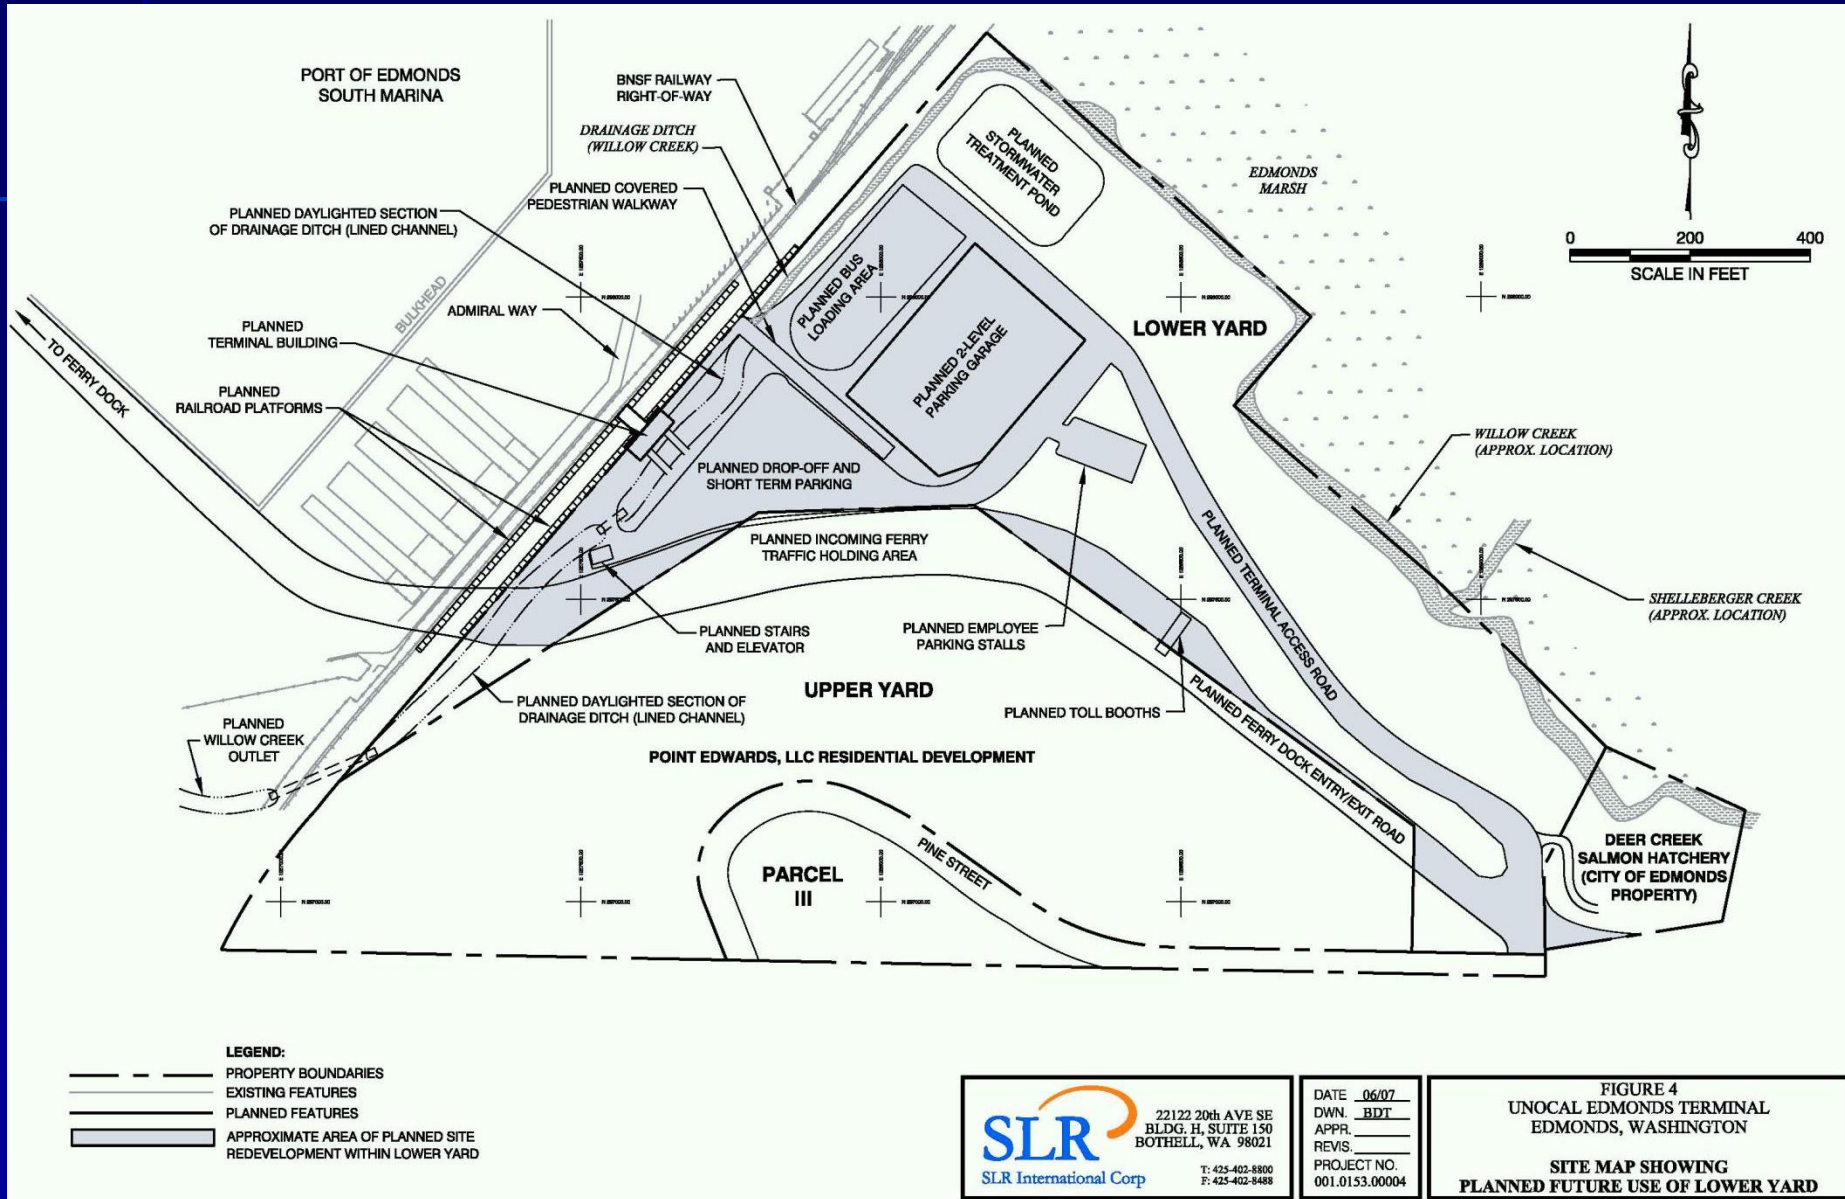 PORT OF EDMONDS
SOUTH MARINA
BNSF RAILWAY
RIGHT-OF-WAY
DRAINAGE DITCH
(WILLOW CREEK)
PLANNED COVERED
PEDESTRIAN WALKWAY
PLANNED DAYLIGHTED SECTION
OF DRAINAGE DITCH (LINED CHANNEL)
BULKHEAD
ADMIRAL WAY
PLANNED
TERMINAL BUILDING
PLANNED
RAILROAD PLATFORMS
TO FERRY DOCK
PLANNED
STORMWATER
TREATMENT POND
EDMONDS
MARSH
0 200 400
SCALE IN FEET
PLANNED BUS
LOADING AREA
PLANNED 2-LEVEL
PARKING GARAGE
LOWER YARD
PLANNED DROP-OFF AND
SHORT TERM PARKING
WILLOW CREEK
(APPROX. LOCATION)
PLANNED INCOMING FERRY
TRAFFIC HOLDING AREA
PLANNED TERMINAL ACCESS ROAD
SHELLEBERGER CREEK
(APPROX. LOCATION)
PLANNED STAIRS
AND ELEVATOR
PLANNED EMPLOYEE
PARKING STALLS
UPPER YARD
PLANNED DAYLIGHTED SECTION OF
DRAINAGE DITCH (LINED CHANNEL)
PLANNED TOLL BOOTHS
PLANNED FERRY DOCK ENTRY/EXIT ROAD
PLANNED
WILLOW CREEK
OUTLET
POINT EDWARDS, LLC RESIDENTIAL DEVELOPMENT
PINE STREET
PARCEL
III
DEER CREEK
SALMON HATCHERY
(CITY OF EDMONDS
PROPERTY)
LEGEND:
PROPERTY BOUNDARIES
EXISTING FEATURES
PLANNED FEATURES
APPROXIMATE AREA OF PLANNED SITE
REDEVELOPMENT WITHIN LOWER YARD
SLR
SLR International Corp
22122 20th AVE SE
BLDG. H, SUITE 150
BOTHELL, WA 98021
T: 425-402-8800
F: 425-402-8488
DATE 06/07
DWN. BDT
APPR.
REVIS.
PROJECT NO.
001.0153.00004
FIGURE 4
UNOCAL EDMONDS TERMINAL
EDMONDS, WASHINGTON
SITE MAP SHOWING
PLANNED FUTURE USE OF LOWER YARD